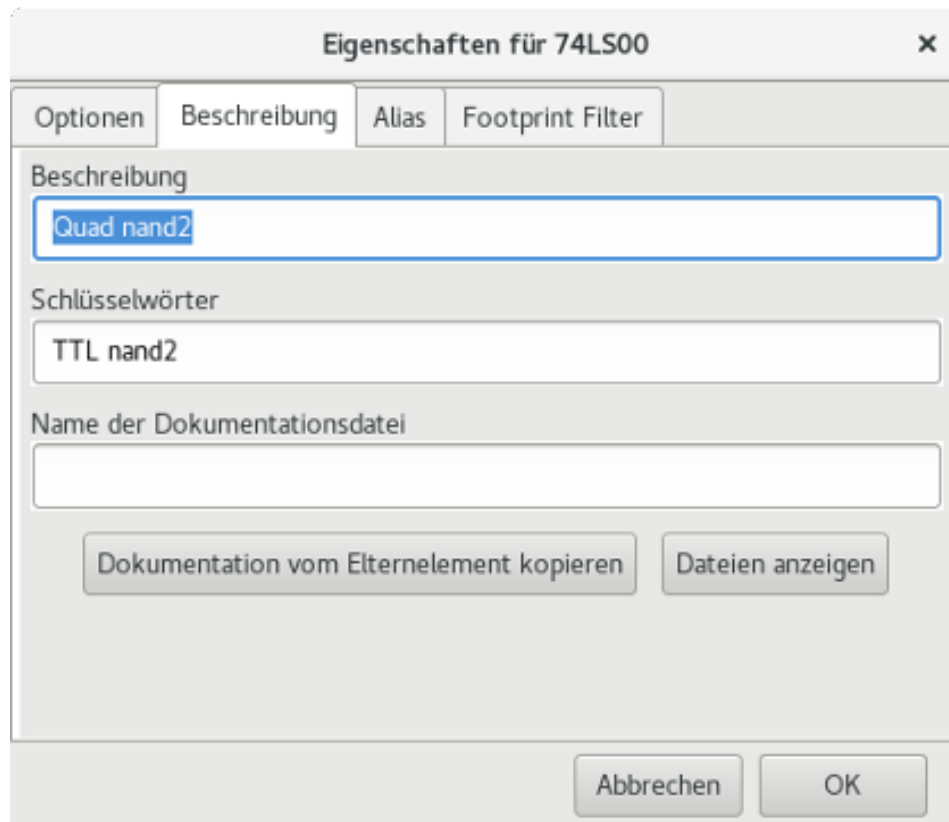 Eigenschaften für 74LS00 ×
Optionen Beschreibung Alias Footprint Filter
Beschreibung
Quad nand2
Schlüsselwörter
TTL nand2
Name der Dokumentationsdatei
Dokumentation vom Elternelement kopieren Dateien anzeigen
Abbrechen OK